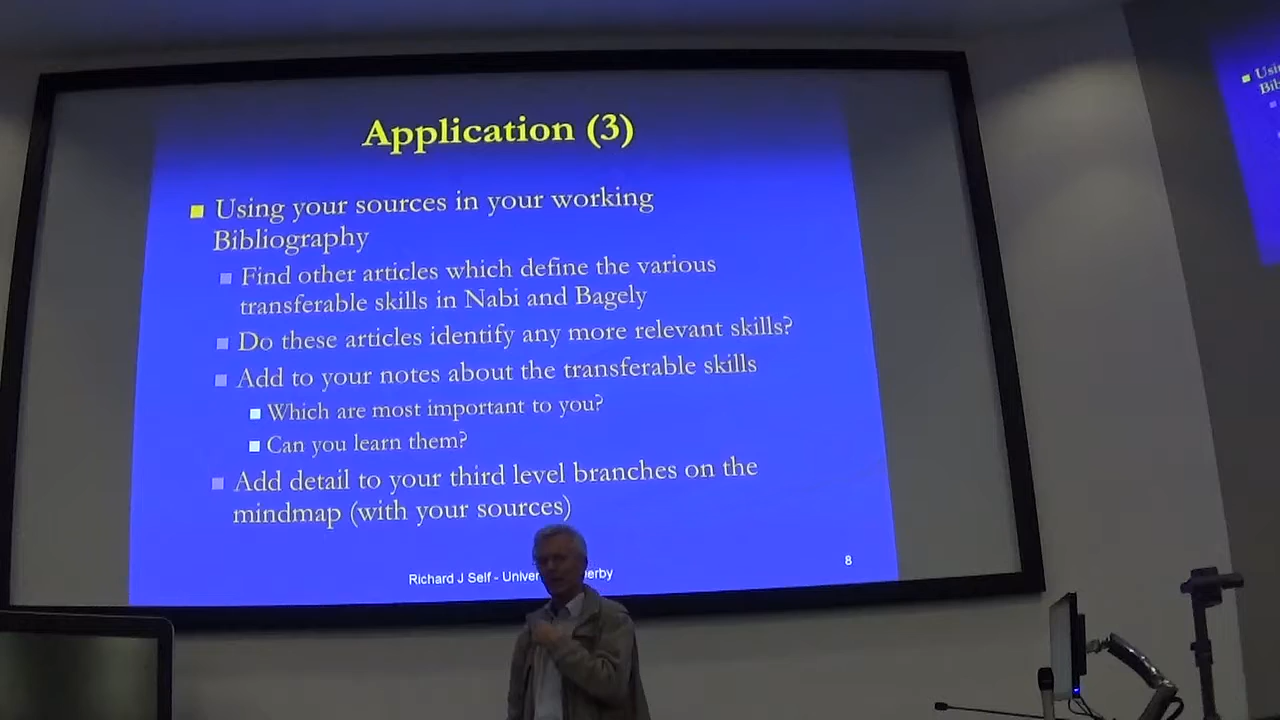 Application (3)
Using your sources in your working
Bibliography
Find other articles which define the various
transferable skills in Nabi and Bagely
Do these articles identify any more relevant skills?
Add to your notes about the transferable skills
Which are most important to you?
Can you learn them?
Add detail to your third level branches on the
mindmap (with your sources)
Richard J Self -
8